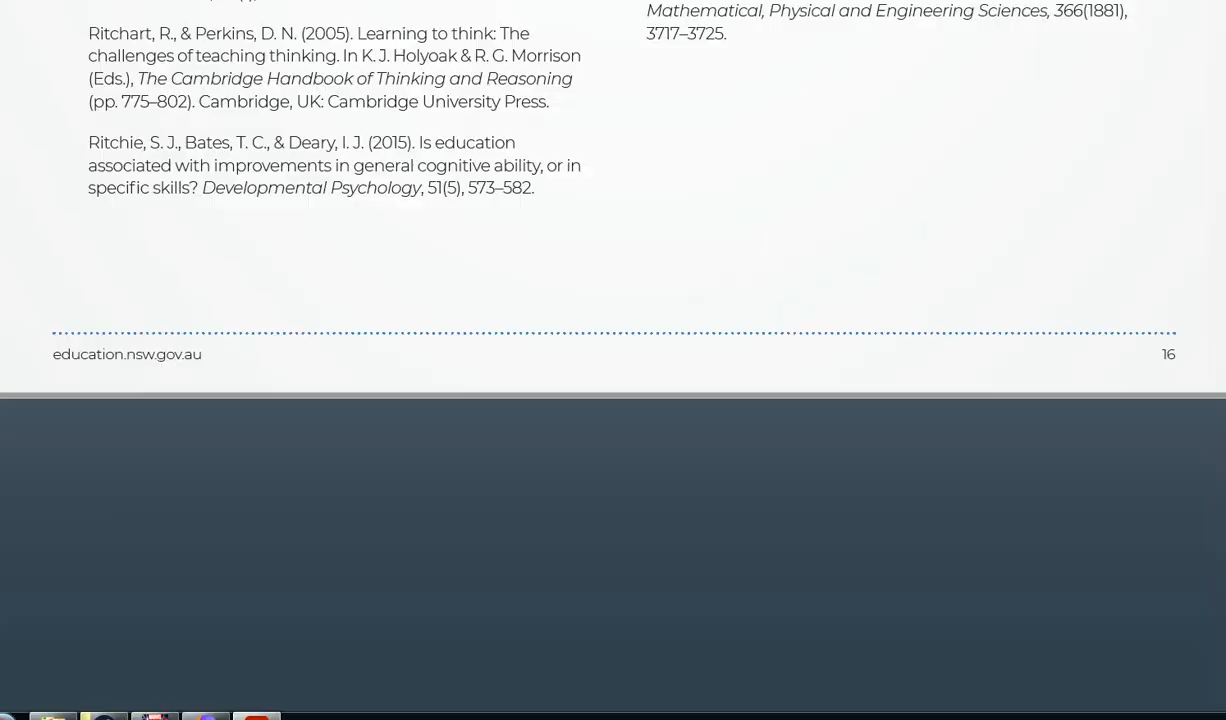 Ritchart, R., & Perkins, D. N. (2005). Learning to think: The
challenges of teaching thinking. In K. J. Holyoak & R. G. Morrison
(Eds.), The Cambridge Handbook of Thinking and Reasoning
(pp. 775–802). Cambridge, UK: Cambridge University Press.
Ritchie, S. J., Bates, T. C., & Deary, I. J. (2015). Is education
associated with improvements in general cognitive ability, or in
specific skills? Developmental Psychology, 51(5), 573–582.
Mathematical, Physical and Engineering Sciences, 366(1881),
3717–3725.
education.nsw.gov.au
16